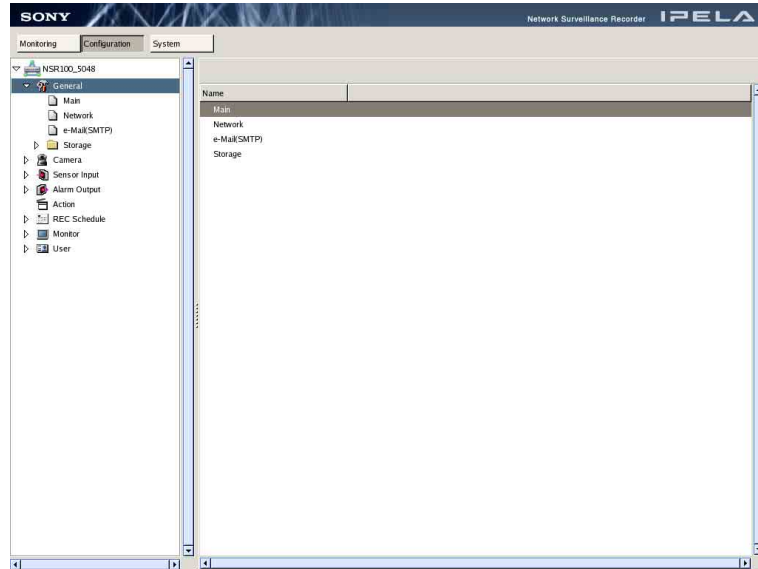 SONY
Network Surveillance Recorder IPELA
Monitoring Configuration System
NSR100_5048
General
Main
Network
e-Mail(SMTP)
Storage
Camera
Sensor Input
Alarm Output
Action
REC Schedule
Monitor
User
Name
Main
Network
e-Mail(SMTP)
Storage